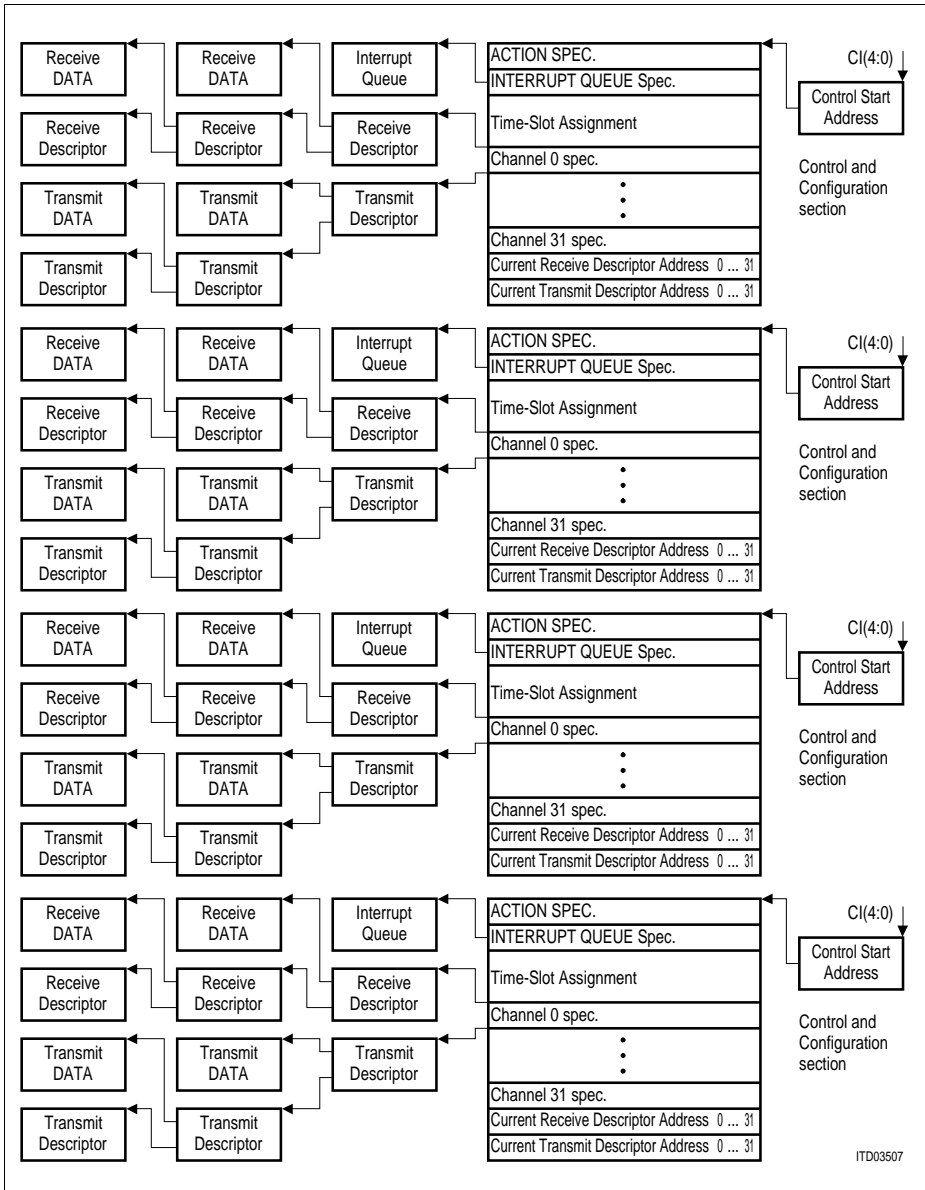 Receive
DATA
Receive
DATA
Interrupt
Queue
ACTION SPEC.
INTERRUPT QUEUE Spec.
CI(4:0)
Control Start
Address
Receive
Descriptor
Receive
Descriptor
Receive
Descriptor
Time-Slot Assignment
Channel 0 spec.
Control and
Configuration
section
Transmit
DATA
Transmit
DATA
Transmit
Descriptor
Channel 31 spec.
Transmit
Descriptor
Transmit
Descriptor
Current Receive Descriptor Address 0 ... 31
Current Transmit Descriptor Address 0 ... 31
Receive
DATA
Receive
DATA
Interrupt
Queue
ACTION SPEC.
INTERRUPT QUEUE Spec.
CI(4:0)
Control Start
Address
Receive
Descriptor
Receive
Descriptor
Receive
Descriptor
Time-Slot Assignment
Channel 0 spec.
Control and
Configuration
section
Transmit
DATA
Transmit
DATA
Transmit
Descriptor
Channel 31 spec.
Transmit
Descriptor
Transmit
Descriptor
Current Receive Descriptor Address 0 ... 31
Current Transmit Descriptor Address 0 ... 31
Receive
DATA
Receive
DATA
Interrupt
Queue
ACTION SPEC.
INTERRUPT QUEUE Spec.
CI(4:0)
Control Start
Address
Receive
Descriptor
Receive
Descriptor
Receive
Descriptor
Time-Slot Assignment
Channel 0 spec.
Control and
Configuration
section
Transmit
DATA
Transmit
DATA
Transmit
Descriptor
Channel 31 spec.
Transmit
Descriptor
Transmit
Descriptor
Current Receive Descriptor Address 0 ... 31
Current Transmit Descriptor Address 0 ... 31
Receive
DATA
Receive
DATA
Interrupt
Queue
ACTION SPEC.
INTERRUPT QUEUE Spec.
CI(4:0)
Control Start
Address
Receive
Descriptor
Receive
Descriptor
Receive
Descriptor
Time-Slot Assignment
Channel 0 spec.
Control and
Configuration
section
Transmit
DATA
Transmit
DATA
Transmit
Descriptor
Channel 31 spec.
Transmit
Descriptor
Transmit
Descriptor
Current Receive Descriptor Address 0 ... 31
Current Transmit Descriptor Address 0 ... 31
ITD03507